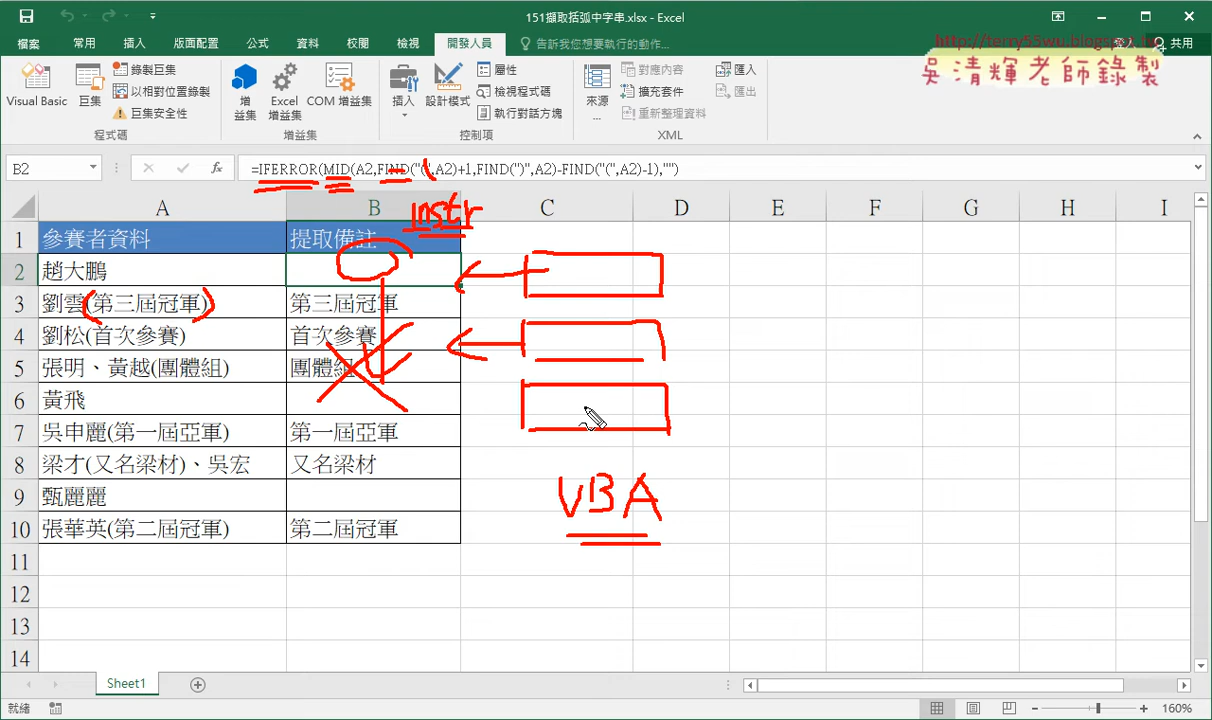 151擷取括弧中字串.xlsx - Excel
http://terry55wu.blogspot.tw
吳清輝老師錄製
檔案 常用 插入 版面配置 公式 資料 校閱 檢視 開發人員 告訴我您想要執行的動作... 登入 共用
Visual Basic 巨集 錄製巨集 以相對位置錄製 巨集安全性 程式碼
增益集 Excel 增益集 COM 增益集 增益集
插入 設計模式 屬性 檢視程式碼 執行對話方塊 控制項
來源 ... 對應內容 擴充套件 重新整理資料 匯入 匯出 XML
B2 fx =IFERROR(MID(A2,FIND("(",A2)+1,FIND(")",A2)-FIND("(",A2)-1),"")
instr
A B C D E F G H I
1 參賽者資料 提取備註
2 趙大鵬
3 劉雲(第三屆冠軍) 第三屆冠軍
4 劉松(首次參賽) 首次參賽
5 張明、黃越(團體組) 團體組
6 黃飛
7 吳申麗(第一屆亞軍) 第一屆亞軍
8 梁才(又名梁材)、吳宏 又名梁材
9 甄麗麗
10 張華英(第二屆冠軍) 第二屆冠軍
VBA
11
12
13
14
Sheet1
就緒 160%